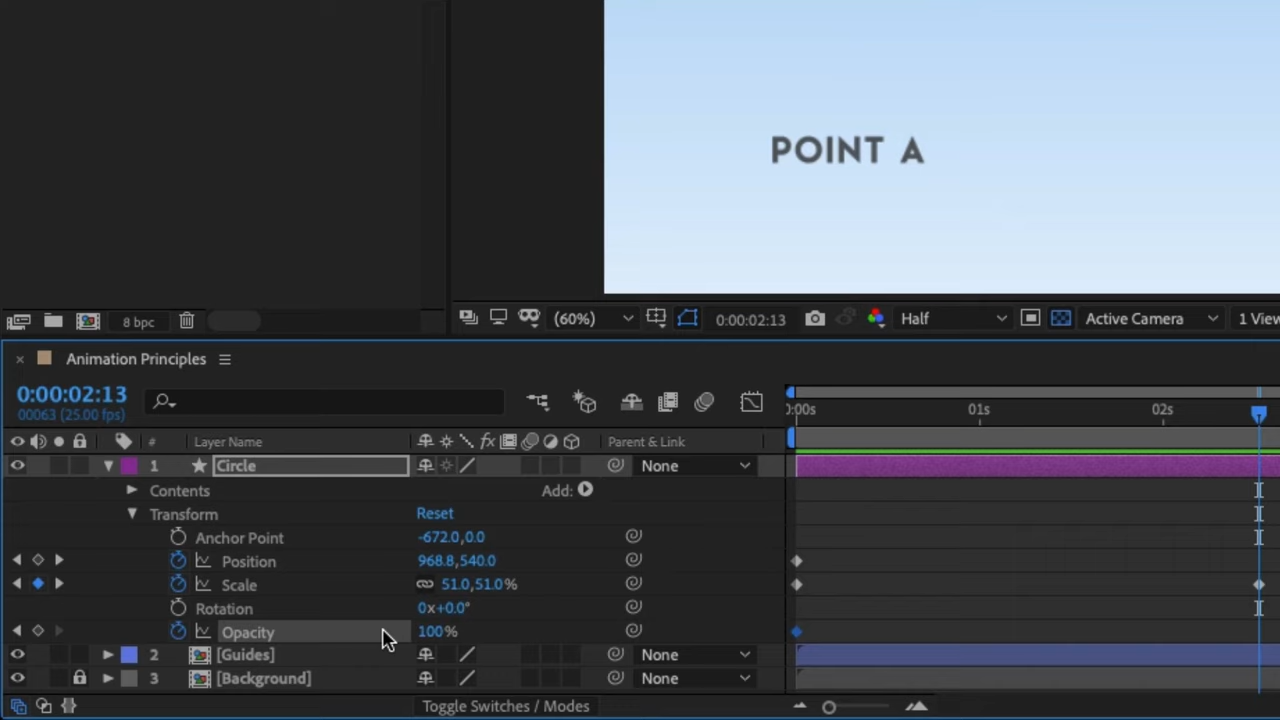 POINT A
8 bpc
(60%)
0:00:02:13
Half
Active Camera
1 View
Animation Principles
0:00:02:13
00063 (25.00 fps)
0:00s
01s
02s
#
Layer Name
fx
Parent & Link
1
Circle
None
Contents
Add:
Transform
Reset
Anchor Point
-672.0,0.0
Position
968.8,540.0
Scale
51.0,51.0%
Rotation
0x+0.0°
Opacity
100%
2
[Guides]
None
3
[Background]
None
Toggle Switches / Modes